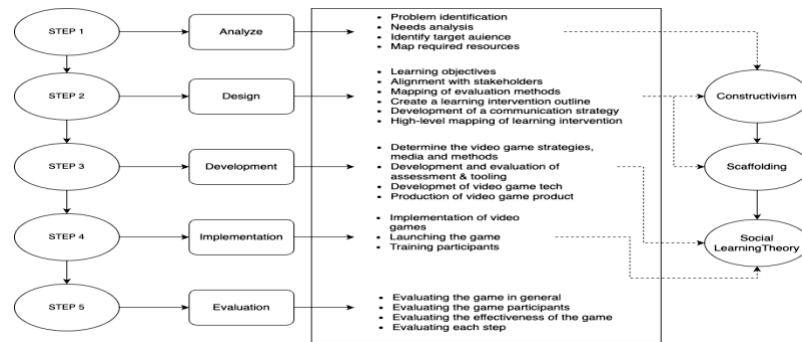 STEP 1
Analyze
• Problem identification
• Needs analysis
• Identify target auience
• Map required resources
STEP 2
Design
• Learning objectives
• Alignment with stakeholders
• Mapping of evaluation methods
• Create a learning intervention outline
• Development of a communication strategy
• High-level mapping of learning intervention
Constructivism
STEP 3
Development
• Determine the video game strategies,
media and methods
• Development and evaluation of
assessment & tooling
• Developmet of video game tech
• Production of video game product
Scaffolding
STEP 4
Implementation
• Implementation of video
games
• Launching the game
• Training participants
Social
LearningTheory
STEP 5
Evaluation
• Evaluating the game in general
• Evaluating the game participants
• Evaluating the effectiveness of the game
• Evaluating each step